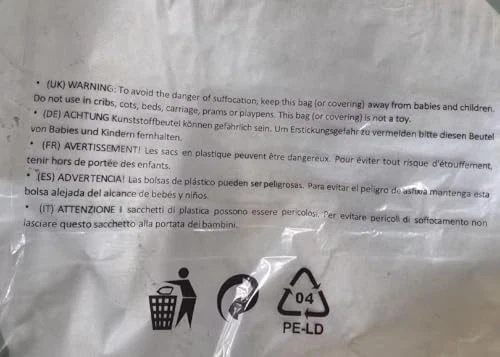 • (UK) WARNING: To avoid the danger of suffocation, keep this bag (or covering) away from babies and children.
Do not use in cribs, cots, beds, carriage, prams or playpens. This bag (or covering) is not a toy.
• (DE) ACHTUNG Kunststoffbeutel können gefährlich sein. Um Erstickungsgefahr zu vermeiden bitte diesen Beutel
von Babies und Kindern fernhalten.
• (FR) AVERTISSEMENT! Les sacs en plastique peuvent être dangereux. Pour éviter tout risque d'étouffement,
tenir hors de portée des enfants.
• (ES) ADVERTENCIA! Las bolsas de plástico pueden ser peligrosas. Para evitar el peligro de asfixia mantenga esta
bolsa alejada del alcance de bebés y niños.
• (IT) ATTENZIONE I sacchetti di plastica possono essere pericolosi. Per evitare pericoli di soffocamento non
lasciare questo sacchetto alla portata dei bambini.
04
PE-LD